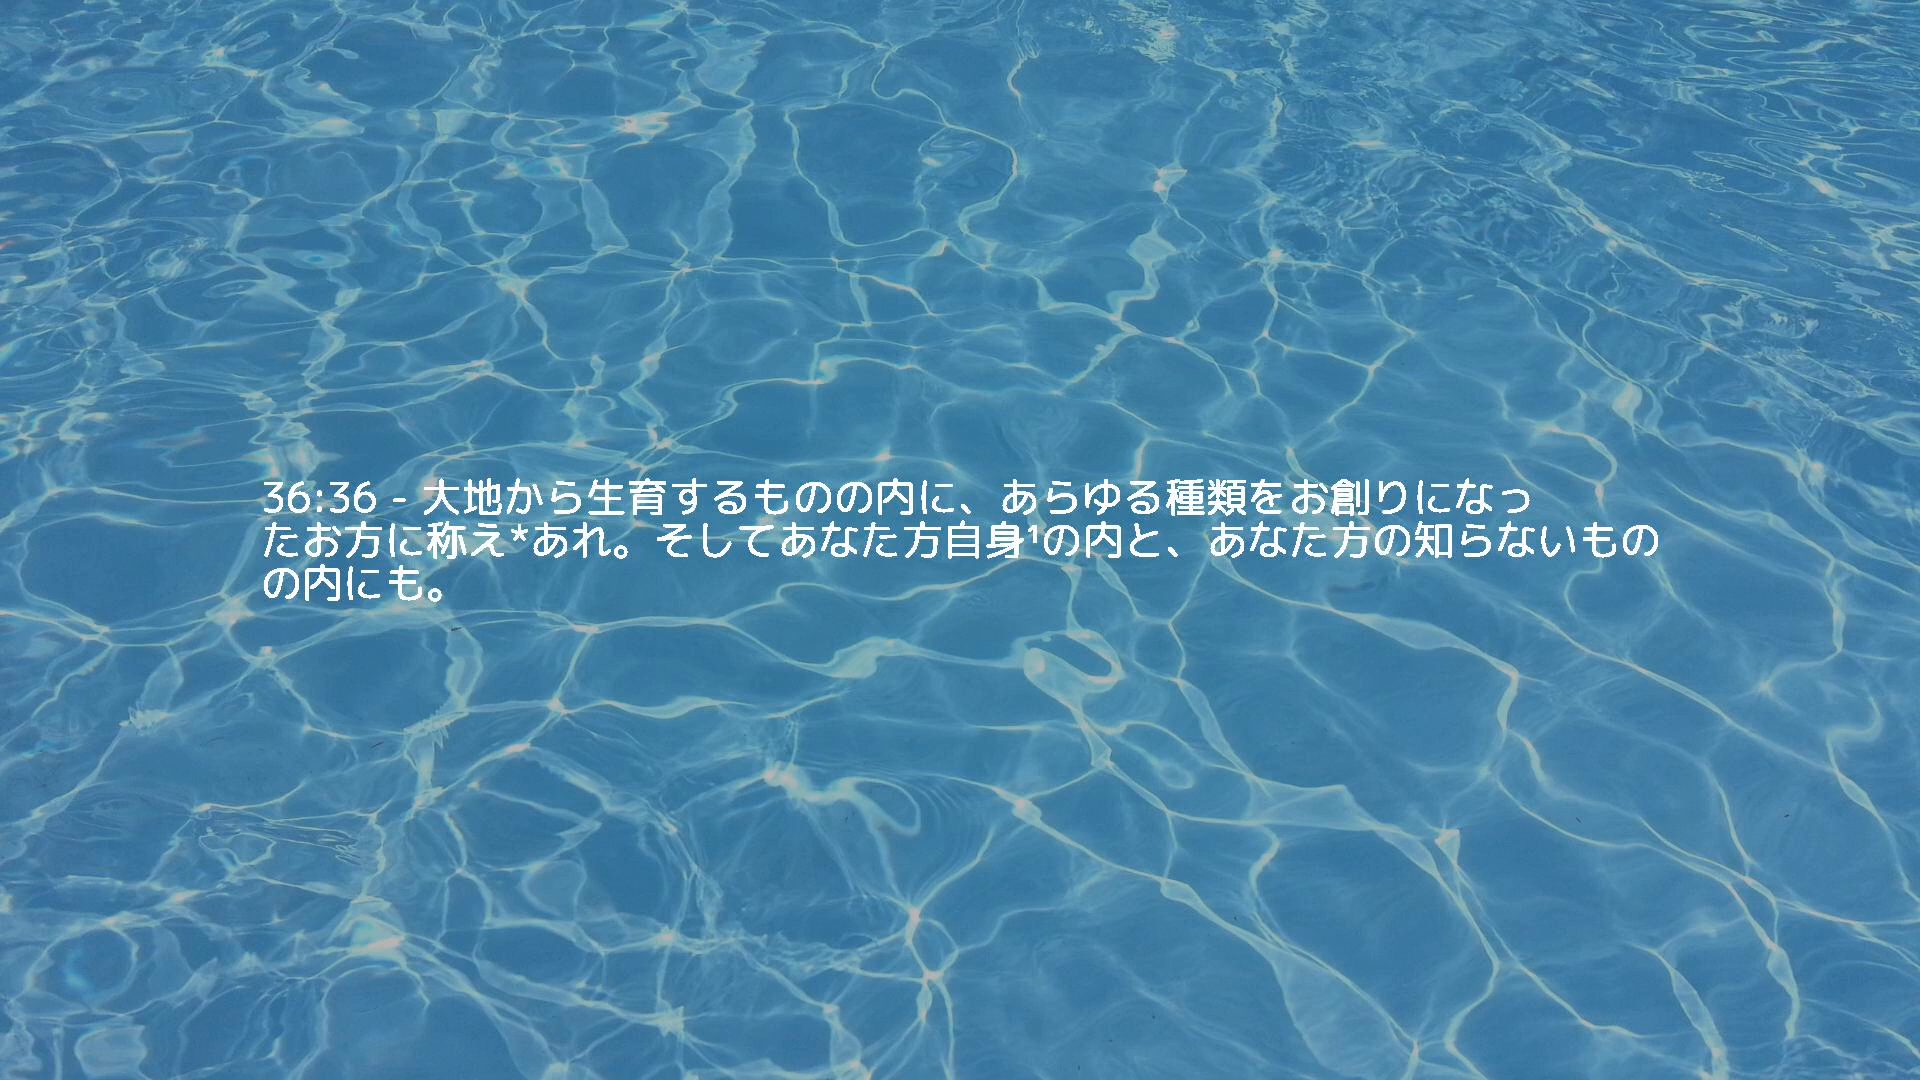 36:36 - 大地から生育するものの内に、あらゆる種類をお創りになっ
たお方に称え*あれ。そしてあなた方自身¹の内と、あなた方の知らないもの
の内にも。